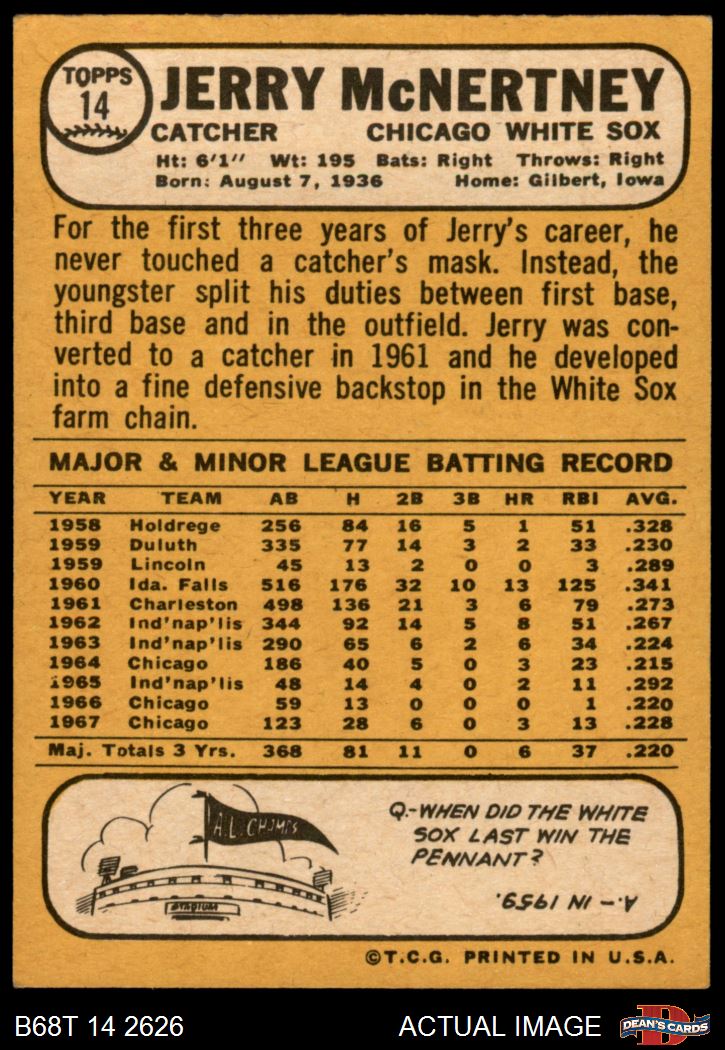 TOPPS
14
JERRY McNERTNEY
CATCHER CHICAGO WHITE SOX
Ht: 6'1" Wt: 195 Bats: Right Throws: Right
Born: August 7, 1936 Home: Gilbert, Iowa
For the first three years of Jerry's career, he
never touched a catcher's mask. Instead, the
youngster split his duties between first base,
third base and in the outfield. Jerry was con-
verted to a catcher in 1961 and he developed
into a fine defensive backstop in the White Sox
farm chain.
MAJOR & MINOR LEAGUE BATTING RECORD
YEAR TEAM AB H 2B 3B HR RBI AVG.
1958 Holdrege 256 84 16 5 1 51 .328
1959 Duluth 335 77 14 3 2 33 .230
1959 Lincoln 45 13 2 0 0 3 .289
1960 Ida. Falls 516 176 32 10 13 125 .341
1961 Charleston 498 136 21 3 6 79 .273
1962 Ind'nap'lis 344 92 14 5 8 51 .267
1963 Ind'nap'lis 290 65 6 2 6 34 .224
1964 Chicago 186 40 5 0 3 23 .215
1965 Ind'nap'lis 48 14 4 0 2 11 .292
1966 Chicago 59 13 0 0 0 1 .220
1967 Chicago 123 28 6 0 3 13 .228
Maj. Totals 3 Yrs. 368 81 11 0 6 37 .220
A.L. CHAMPS
STADIUM
Q.-WHEN DID THE WHITE
SOX LAST WIN THE
PENNANT?
A.- IN 1959.
©T.C.G. PRINTED IN U.S.A.
B68T 14 2626 ACTUAL IMAGE
D
DEAN'S CARDS